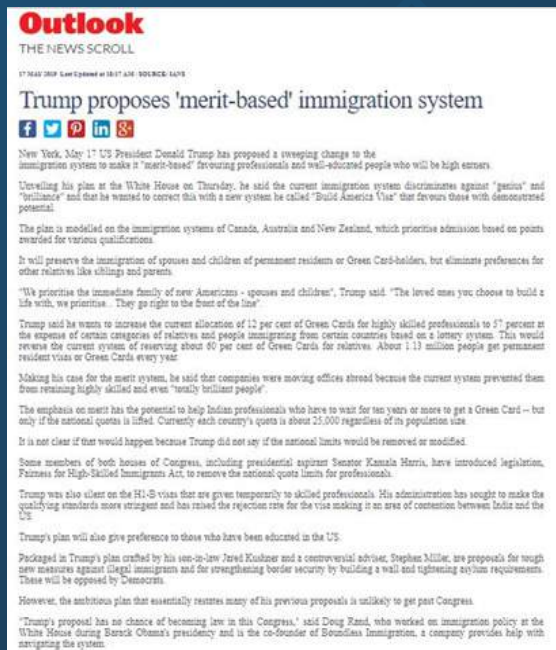 Outlook
THE NEWS SCROLL
17 MAY 2019 Last Updated at 10:17 AM | SOURCE: IANS
Trump proposes 'merit-based' immigration system
New York, May 17 US President Donald Trump has proposed a sweeping change to the
immigration system to make it "merit-based" favouring professionals and well-educated people who will be high earners.
Unveiling his plan at the White House on Thursday, he said the current immigration system discriminates against "genius" and
"brilliance" and that he wanted to correct this with a new system he called "Build America Visa" that favours those with demonstrated
potential.
The plan is modelled on the immigration systems of Canada, Australia and New Zealand, which prioritise admission based on points
awarded for various qualifications.
It will preserve the immigration of spouses and children of permanent residents or Green Card-holders, but eliminate preferences for
other relatives like siblings and parents.
"We prioritise the immediate family of new Americans - spouses and children", Trump said. "The loved ones you choose to build a
life with, we prioritise... They go right to the front of the line".
Trump said he wants to increase the current allocation of 12 per cent of Green Cards for highly skilled professionals to 57 percent at
the expense of certain categories of relatives and people immigrating from certain countries based on a lottery system. This would
reverse the current system of reserving about 60 per cent of Green Cards for relatives. About 1.13 million people get permanent
resident visas or Green Cards every year.
Making his case for the merit system, he said that companies were moving offices abroad because the current system prevented them
from retaining highly skilled and even "totally brilliant people".
The emphasis on merit has the potential to help Indian professionals who have to wait for ten years or more to get a Green Card -- but
only if the national quotas is lifted. Currently each country's quota is about 25,000 regardless of its population size.
It is not clear if that would happen because Trump did not say if the national limits would be removed or modified.
Some members of both houses of Congress, including presidential aspirant Senator Kamala Harris, have introduced legislation,
Fairness for High-Skilled Immigrants Act, to remove the national quota limits for professionals.
Trump was also silent on the H1-B visas that are given temporarily to skilled professionals. His administration has sought to make the
qualifying standards more stringent and has raised the rejection rate for the visa making it an area of contention between India and the
US.
Trump's plan will also give preference to those who have been educated in the US.
Packaged in Trump's plan crafted by his son-in-law Jared Kushner and a controversial adviser, Stephen Miller, are proposals for tough
new measures against illegal immigrants and for strengthening border security by building a wall and tightening asylum requirements.
These will be opposed by Democrats.
However, the ambitious plan that essentially restates many of his previous proposals is unlikely to get past Congress.
"Trump's proposal has no chance of becoming law in this Congress,' said Doug Rand, who worked on immigration policy at the
White House during Barack Obama's presidency and is the co-founder of Boundless Immigration, a company provides help with
navigating the system.